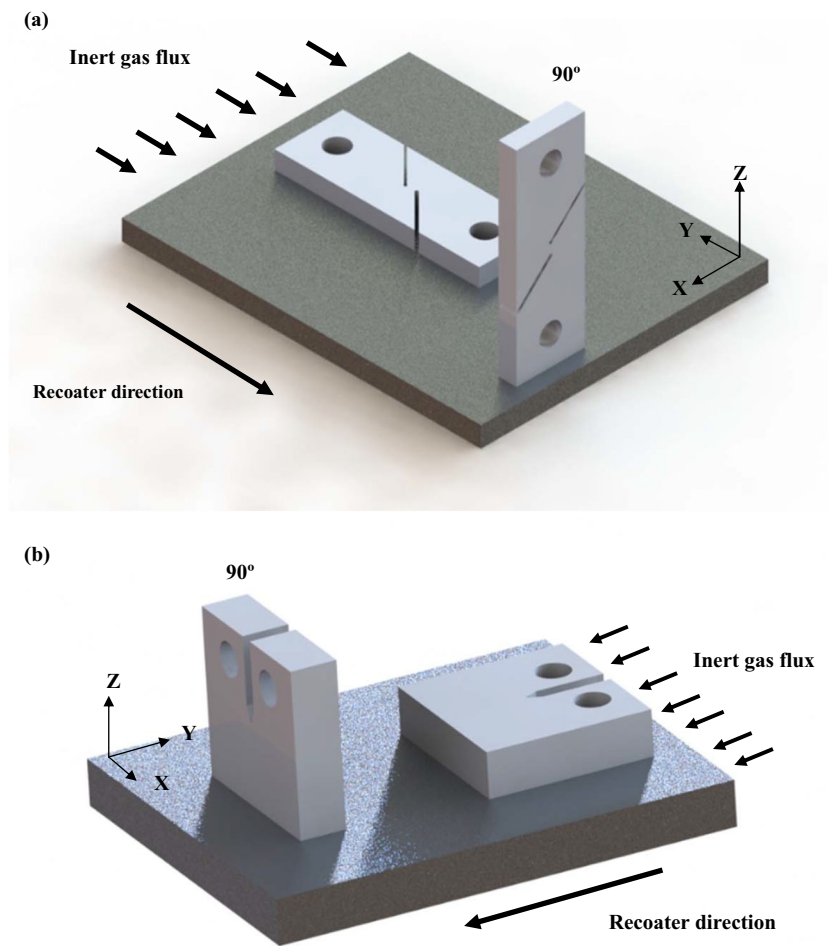 (a)
Inert gas flux
90º
Z
Y
X
Recoater direction
(b)
90º
Inert gas flux
Z
Y
X
Recoater direction